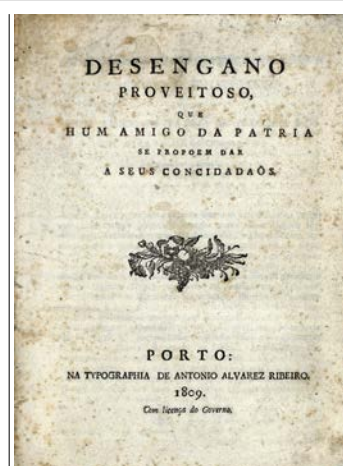 DESENGANO
PROVEITOSO,
QUE
HUM AMIGO DA PATRIA
SE PROPOEM DAR
A SEUS CONCIDADAÕS.
PORTO:
NA TYPOGRAPHIA DE ANTONIO ALVAREZ RIBEIRO.
1809.
Com licença do Governo.